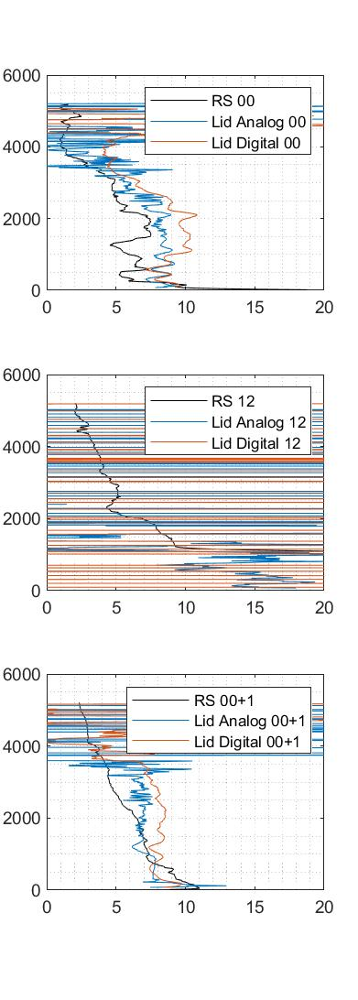 6000
RS 00
Lid Analog 00
Lid Digital 00
4000
2000
0
0 5 10 15 20
6000
RS 12
Lid Analog 12
Lid Digital 12
4000
2000
0
0 5 10 15 20
6000
RS 00+1
Lid Analog 00+1
Lid Digital 00+1
4000
2000
0
0 5 10 15 20